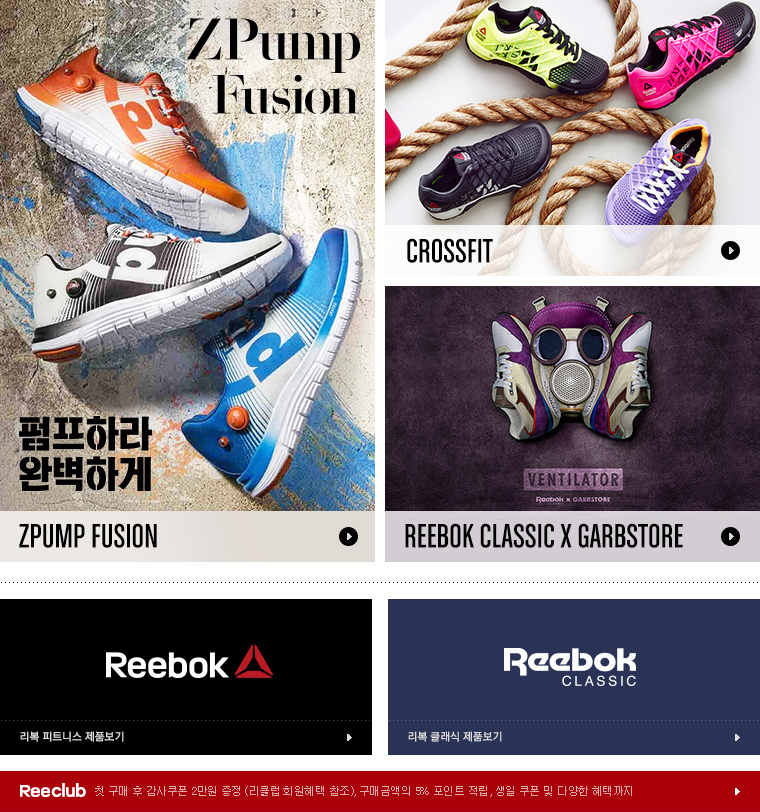 ZPump
Fusion
펌프하라
완벽하게
ZPUMP FUSION
CROSSFIT
VENTILATOR
Reebok x GARBSTORE
REEBOK CLASSIC X GARBSTORE
Reebok
리복 피트니스 제품보기
Reebok
CLASSIC
리복 클래식 제품보기
Reeclub 첫 구매 후 감사쿠폰 2만원 증정 (리클럽 회원혜택 참조), 구매금액의 5% 포인트 적립, 생일 쿠폰 및 다양한 혜택까지